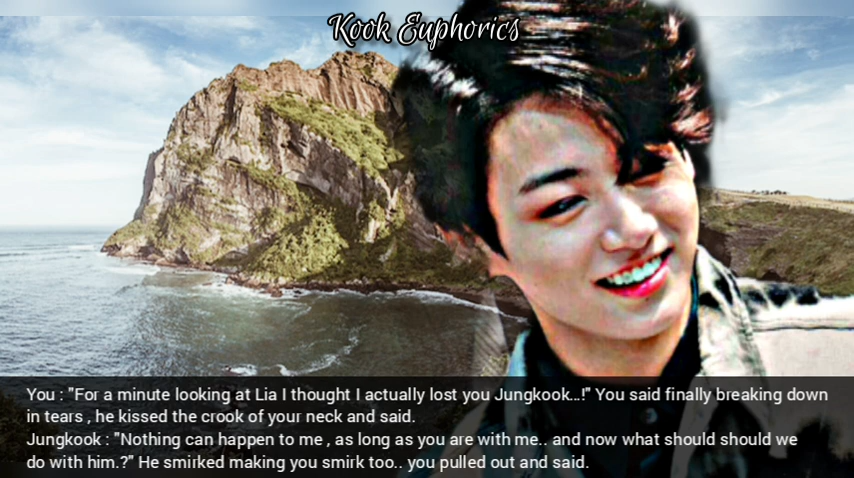 Kook Euphorics
You : "For a minute looking at Lia I thought I actually lost you Jungkook...!" You said finally breaking down
in tears , he kissed the crook of your neck and said.
Jungkook : "Nothing can happen to me , as long as you are with me.. and now what should should we
do with him.?" He smirked making you smirk too.. you pulled out and said.